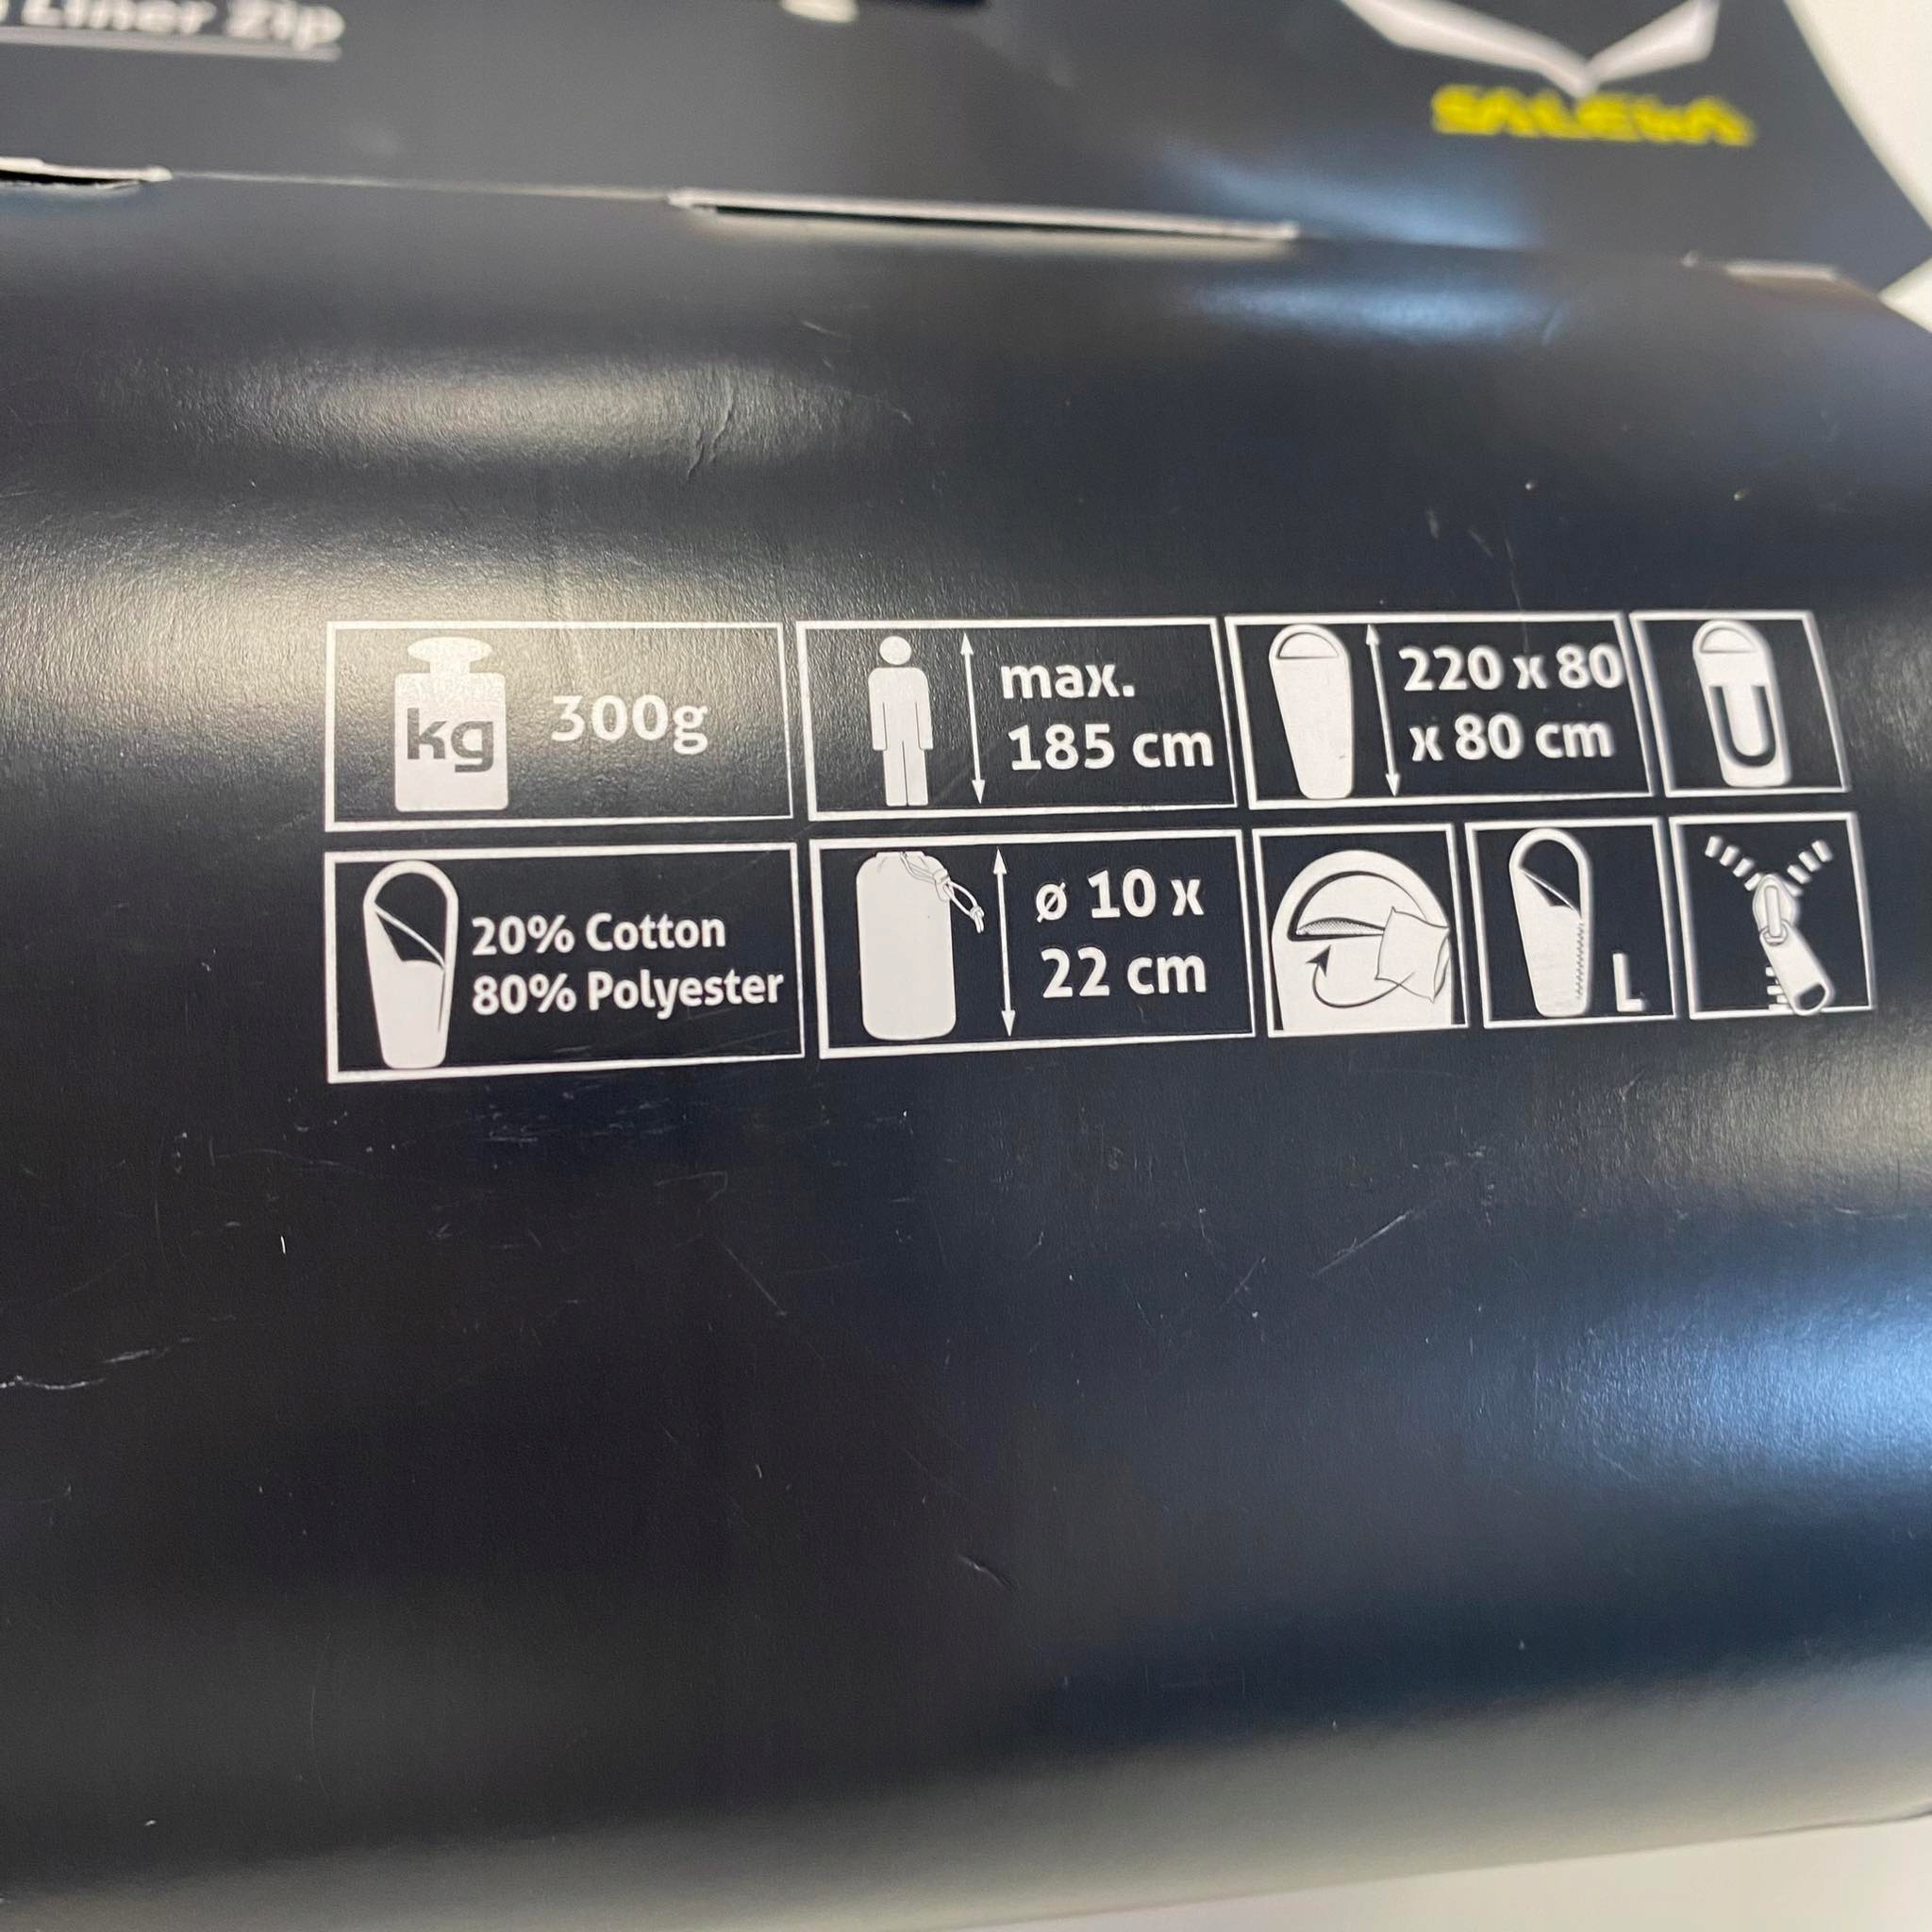 Liner Zip
SALEWA
kg
300g
max.
185 cm
220 x 80
x 80 cm
20% Cotton
80% Polyester
ø 10 x
22 cm
L